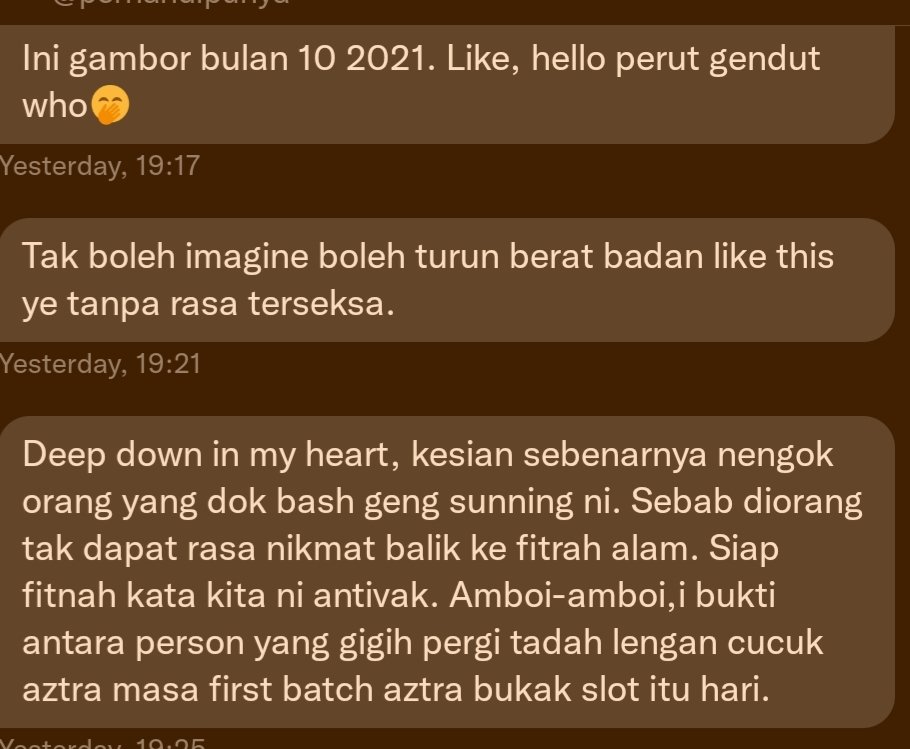 Ini gambor bulan 10 2021. Like, hello perut gendut
who🤭
Yesterday, 19:17
Tak boleh imagine boleh turun berat badan like this
ye tanpa rasa terseksa.
Yesterday, 19:21
Deep down in my heart, kesian sebenarnya nengok
orang yang dok bash geng sunning ni. Sebab diorang
tak dapat rasa nikmat balik ke fitrah alam. Siap
fitnah kata kita ni antivak. Amboi-amboi,i bukti
antara person yang gigih pergi tadah lengan cucuk
aztra masa first batch aztra bukak slot itu hari.
Yesterday, 19:25